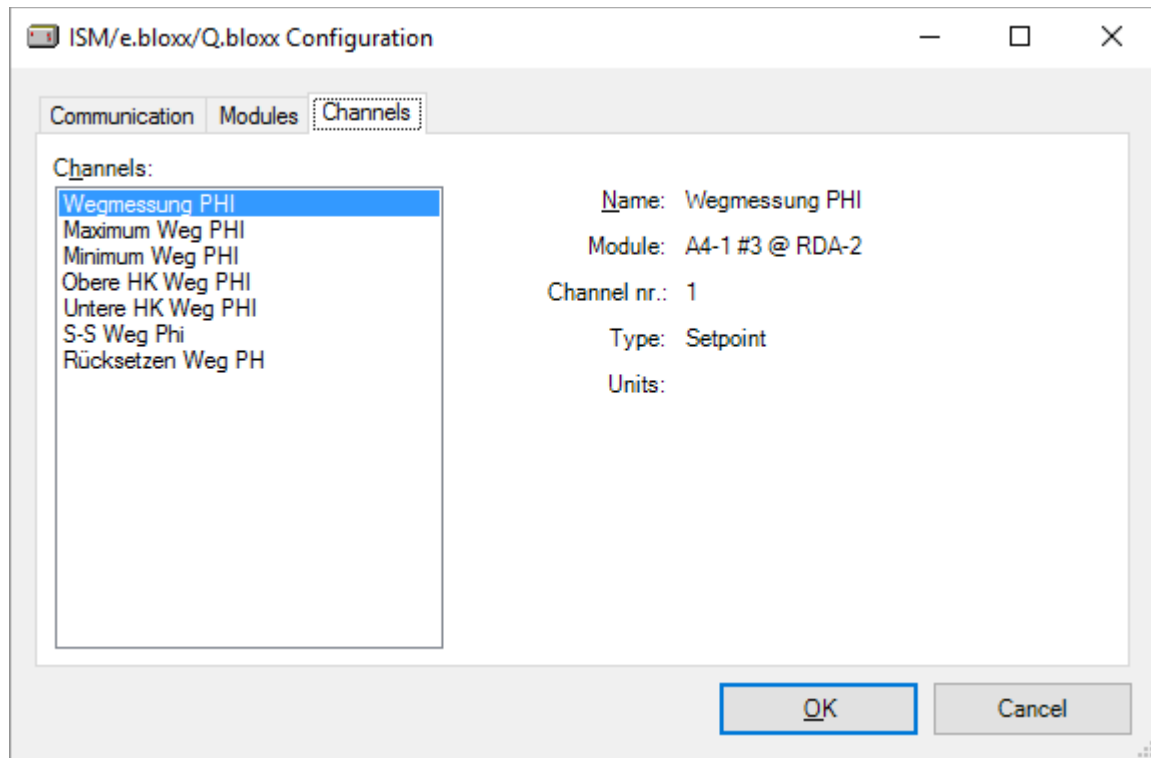 ISM/e.bloxx/Q.bloxx Configuration
Communication Modules Channels
Channels:
Wegmessung PHI
Maximum Weg PHI
Minimum Weg PHI
Obere HK Weg PHI
Untere HK Weg PHI
S-S Weg Phi
Rücksetzen Weg PH
Name: Wegmessung PHI
Module: A4-1 #3 @ RDA-2
Channel nr.: 1
Type: Setpoint
Units:
OK Cancel